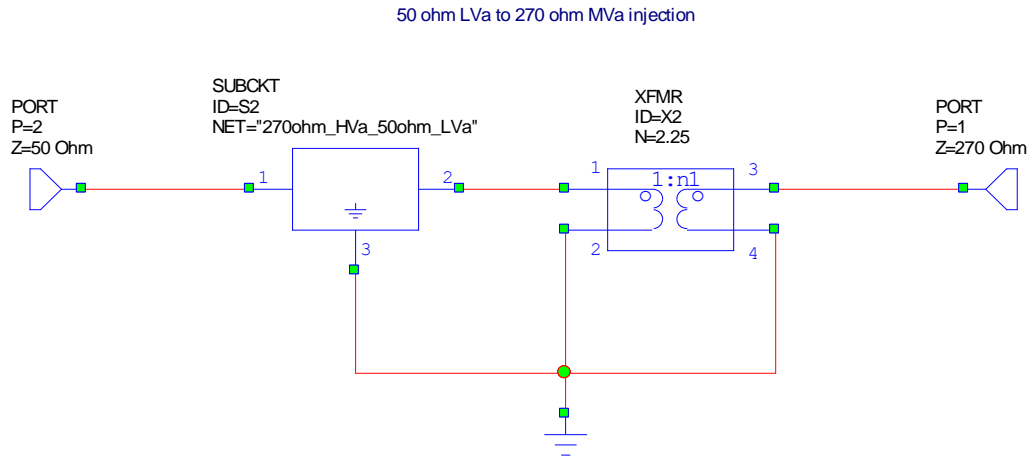 50 ohm LVa to 270 ohm MVa injection
PORT
P=2
Z=50 Ohm
SUBCKT
ID=S2
NET="270ohm_HVa_50ohm_LVa"
XFMR
ID=X2
N=2.25
PORT
P=1
Z=270 Ohm
1
2
3
1
1:n1
3
2
4